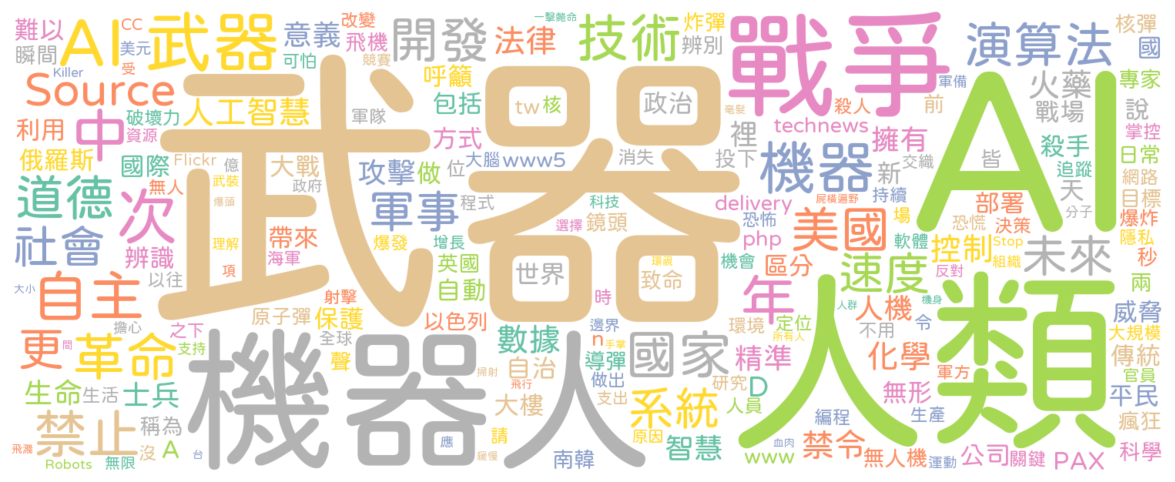 武器
人類
AI
機器人
戰爭
武器
AI
機器
技術
演算法
開發
法律
意義
改變
飛機
可怕
一擊斃命
競賽
炸彈
辨別
呼籲
包括
方式
tw
核
政治
軍備
殺人
前
核彈
國
專家
火藥
戰場
說
難以
瞬間
CC
美元
受
Killer
Source
中
破壞力
資源
人工智慧
軍隊
利用
俄羅斯
國際
Flickr
億
武裝
無人
大戰
政府
爆頭
攻擊
做
位
大腦
www5
消失
毫髮
technews
擁有
裡
投下
新
交織
皆
殺手
追蹤
掌控
日常
網路
天
目標
道德
次
社會
辨識
理解
項
帶來
海軍
軍事
程式
爆發
增長
科技
選擇
鏡頭
世界
恐怖
致命
環視
delivery
屍橫遍野
持續
場
部署
恐慌
決策
Stop
組織
分子
爆炸
隱私
秒
美國
php
機會
區分
軟體
控制
反對
未來
兩
自主
以往
射擊
原子彈
保護
英國
自動
時
以色列
年
速度
人群
機身
人機
威脅
大小
擔心
之下
全球
支持
間
聲
數據
n
手掌
邊界
導彈
國家
環境
定位
所有人
精準
不用
令
化學
軍方
大規模
傳統
官員
更
革命
生命
生活
士兵
自治
掃射
飛行
做出
支出
研究
人員
D
無形
生產
平民
瘋狂
禁止
稱為
沒
A
大樓
系統
原因
智慧
編程
禁令
無人機
運動
公司
關鍵
PAX
科學
飛濺
Robots
無限
台
應
請
緩慢
南韓
www
血肉